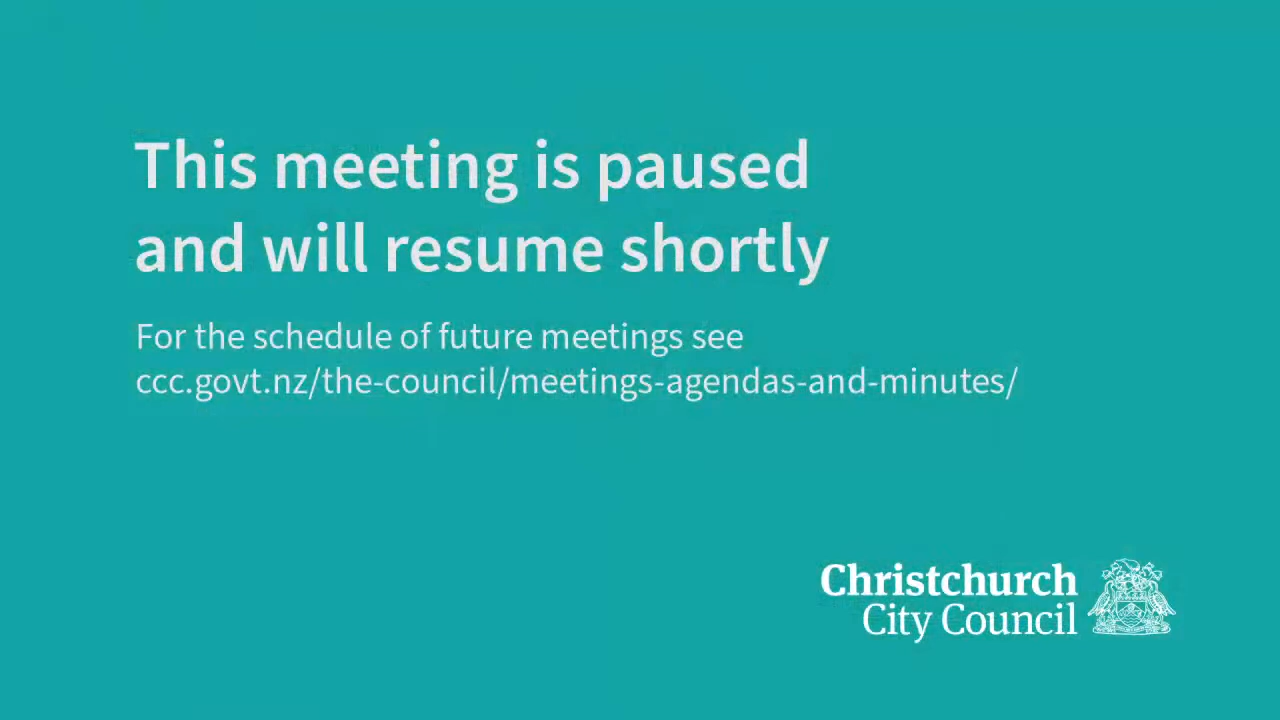 This meeting is paused
and will resume shortly
For the schedule of future meetings see
ccc.govt.nz/the-council/meetings-agendas-and-minutes/
Christchurch
City Council